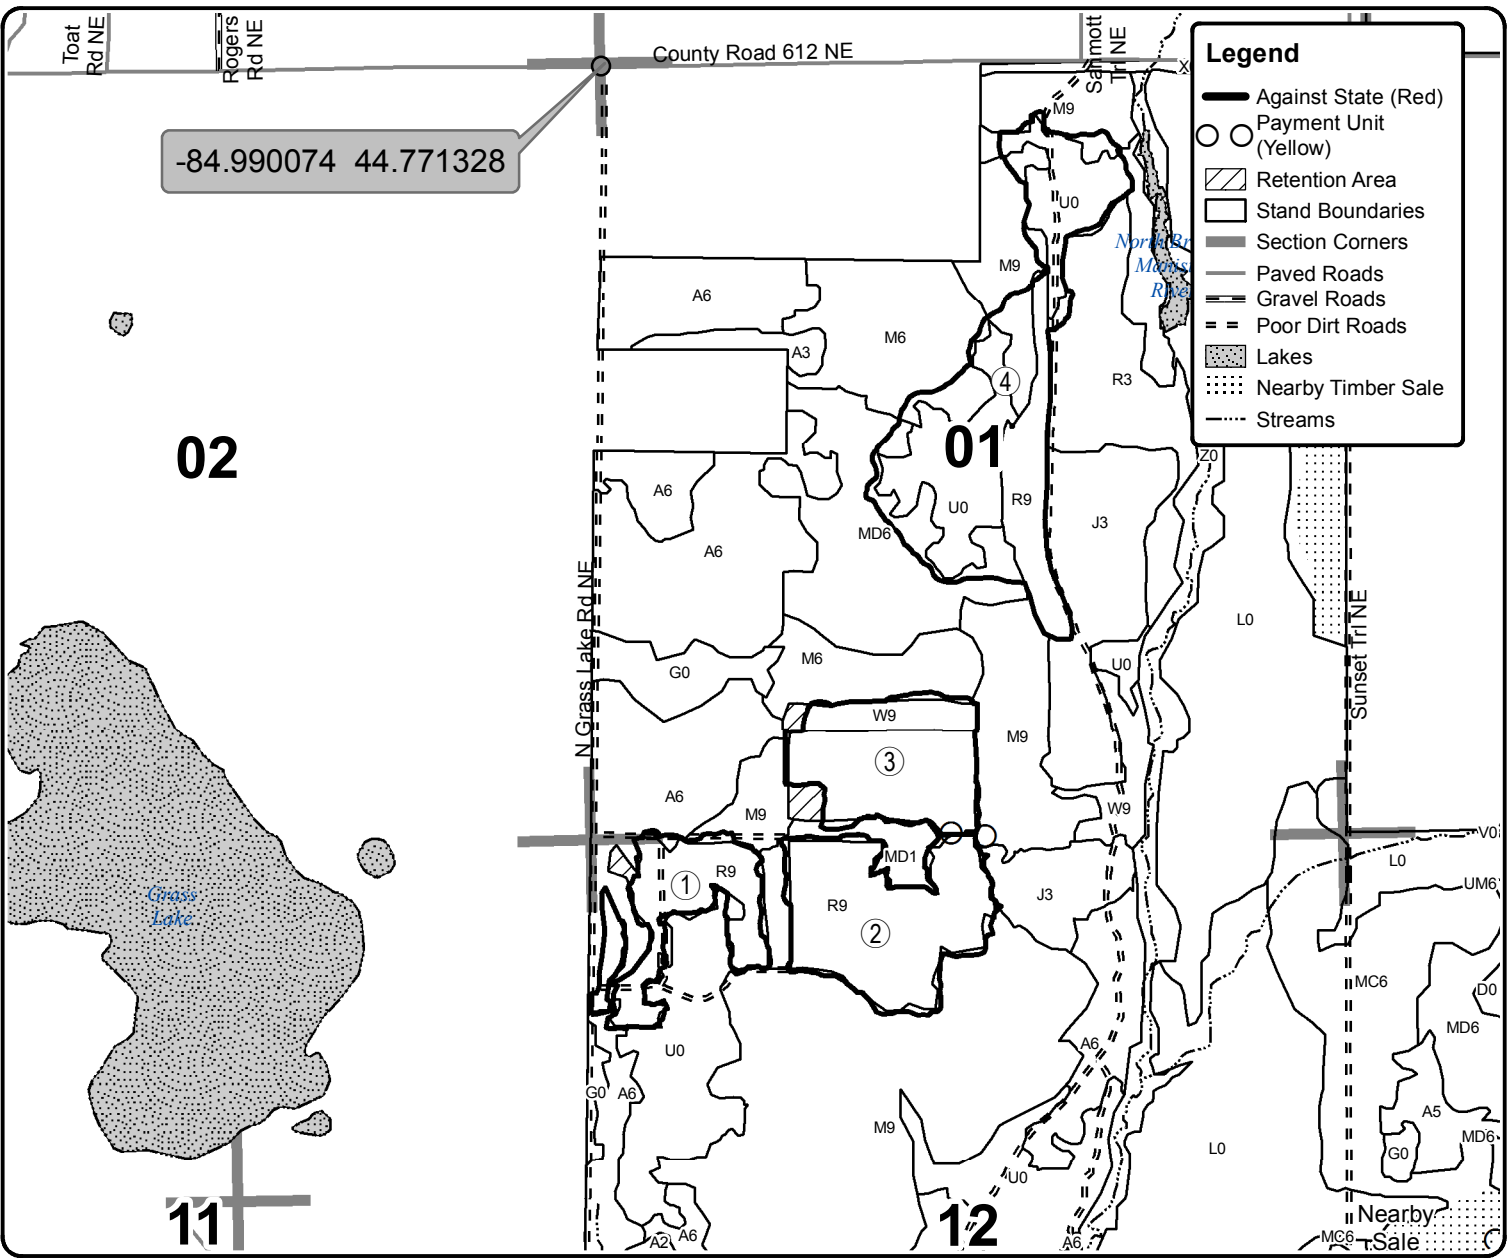 Toat
Rd NE
Rogers
Rd NE
County Road 612 NE
Sammott
Trl NE
-84.990074 44.771328
Legend
Against State (Red)
Payment Unit
(Yellow)
Retention Area
Stand Boundaries
Section Corners
Paved Roads
Gravel Roads
Poor Dirt Roads
Lakes
Nearby Timber Sale
Streams
M9
U0
M9
A6
M6
A3
R3
4
02
01
Z0
A6
U0
R9
J3
MD6
A6
N Grass Lake Rd NE
Sunset Trl NE
L0
G0
M6
U0
W9
M9
3
A6
M9
W9
V0
MD1
L0
R9
1
UM6
Grass
Lake
R9
J3
2
MC6
D0
MD6
U0
A6
G0
A6
A5
M9
MD6
L0
G0
U0
11
12
Nearby
Sale
A2
A6
A6
MC6